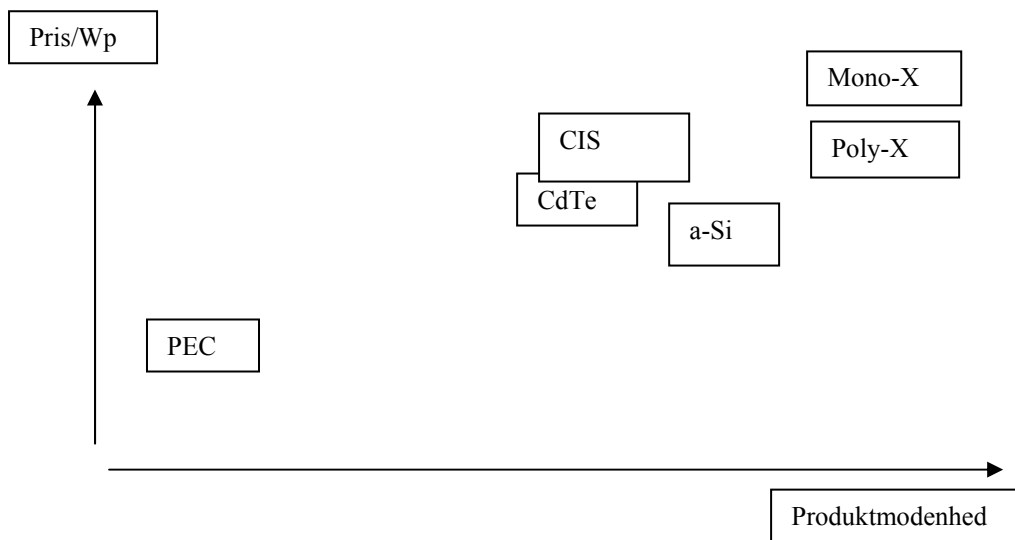 Pris/Wp
Mono-X
CIS
Poly-X
CdTe
a-Si
PEC
Produktmodenhed